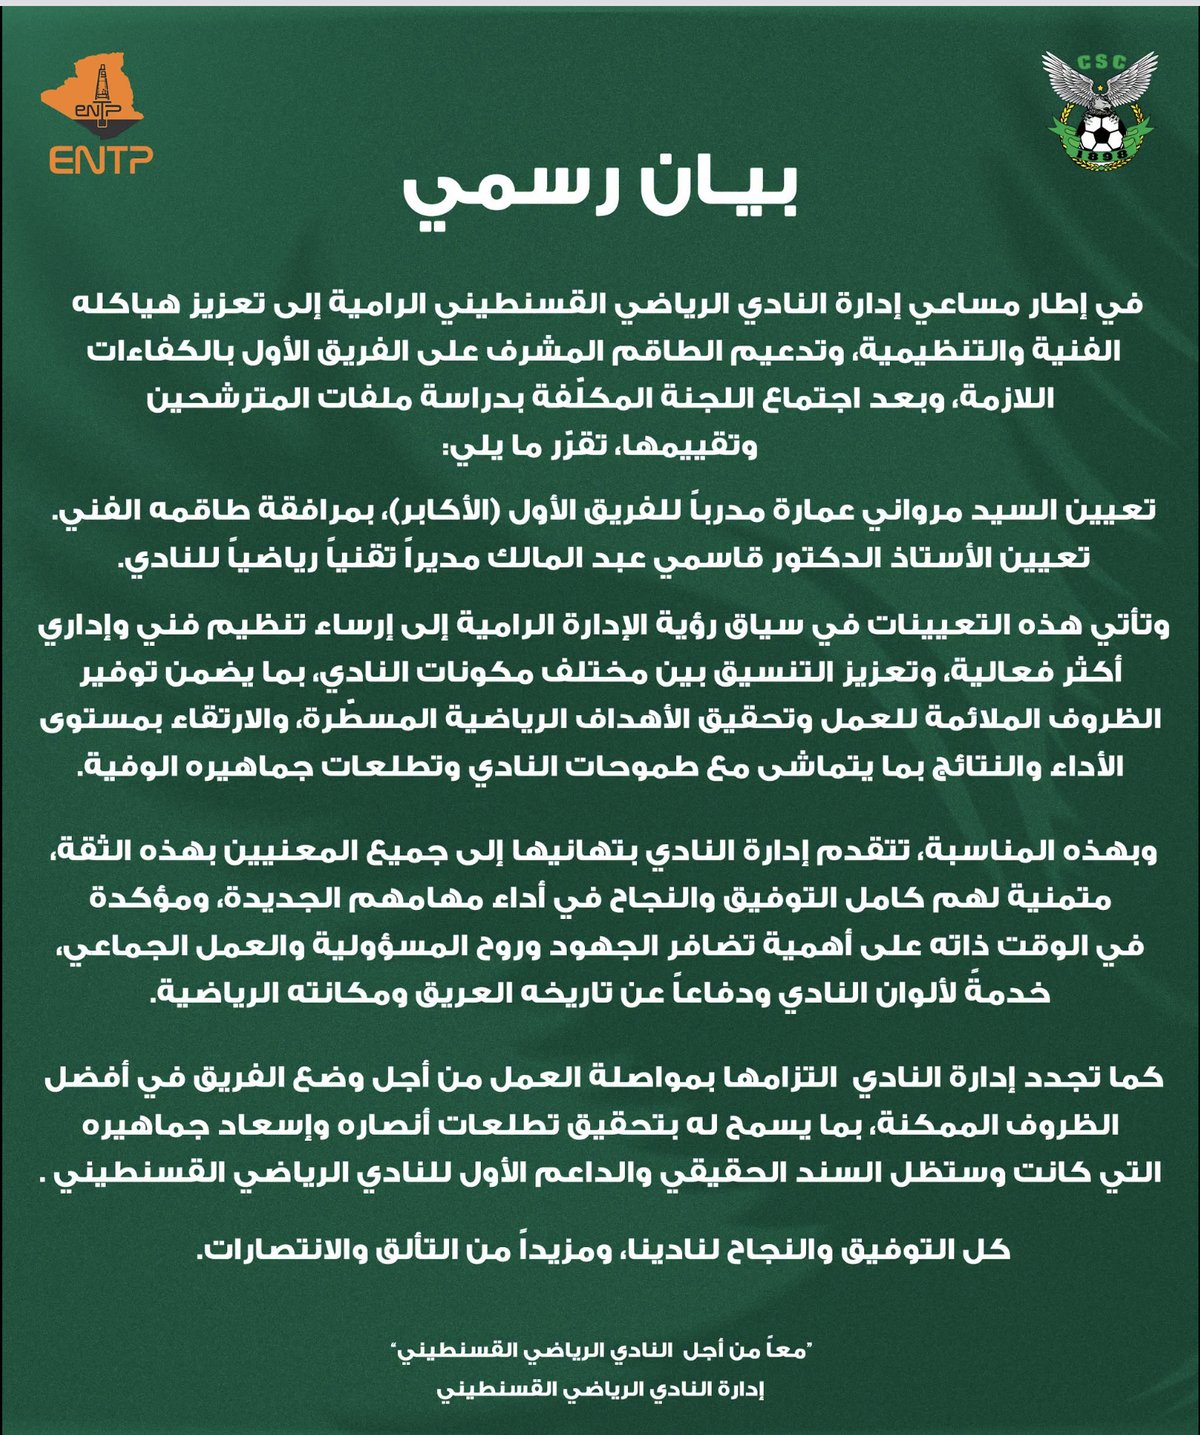 CSC
1898
eNTP
ENTP
بيان رسمي
في إطار مساعي إدارة النادي الرياضي القسنطيني الرامية إلى تعزيز هياكله
الفنية والتنظيمية، وتدعيم الطاقم المشرف على الفريق الأول بالكفاءات
اللازمة، وبعد اجتماع اللجنة المكلّفة بدراسة ملفات المترشحين
وتقييمها، تقرّر ما يلي:
تعيين السيد مرواني عمارة مدرباً للفريق الأول (الأكابر)، بمرافقة طاقمه الفني.
تعيين الأستاذ الدكتور قاسمي عبد المالك مديراً تقنياً رياضياً للنادي.
وتأتي هذه التعيينات في سياق رؤية الإدارة الرامية إلى إرساء تنظيم فني وإداري
أكثر فعالية، وتعزيز التنسيق بين مختلف مكونات النادي، بما يضمن توفير
الظروف الملائمة للعمل وتحقيق الأهداف الرياضية المسطّرة، والارتقاء بمستوى
الأداء والنتائج بما يتماشى مع طموحات النادي وتطلعات جماهيره الوفية.
وبهذه المناسبة، تتقدم إدارة النادي بتهانيها إلى جميع المعنيين بهذه الثقة،
متمنية لهم كامل التوفيق والنجاح في أداء مهامهم الجديدة، ومؤكدة
في الوقت ذاته على أهمية تضافر الجهود وروح المسؤولية والعمل الجماعي،
خدمةً لألوان النادي ودفاعاً عن تاريخه العريق ومكانته الرياضية.
كما تجدد إدارة النادي التزامها بمواصلة العمل من أجل وضع الفريق في أفضل
الظروف الممكنة، بما يسمح له بتحقيق تطلعات أنصاره وإسعاد جماهيره
التي كانت وستظل السند الحقيقي والداعم الأول للنادي الرياضي القسنطيني .
كل التوفيق والنجاح لنادينا، ومزيداً من التألق والانتصارات.
"معاً من أجل النادي الرياضي القسنطيني"
إدارة النادي الرياضي القسنطيني